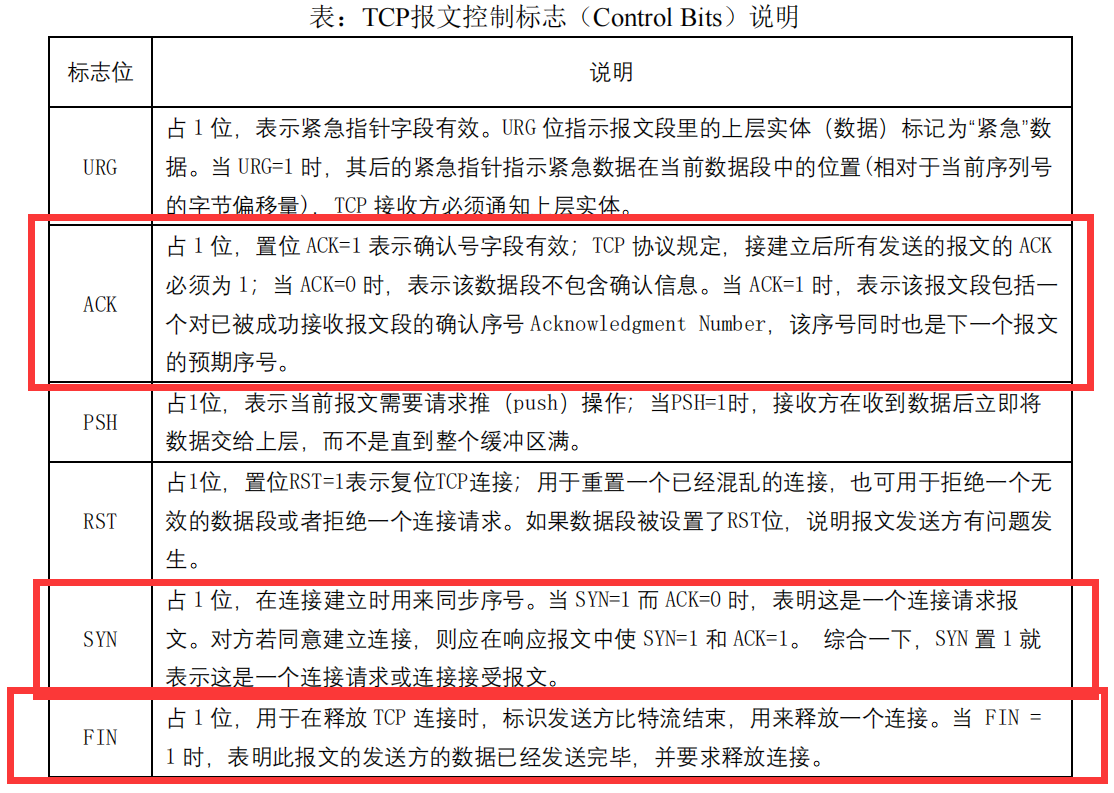 表：TCP报文控制标志（Control Bits）说明
标志位
说明
URG
占 1 位，表示紧急指针字段有效。URG 位指示报文段里的上层实体（数据）标记为“紧急”数
据。当 URG=1 时，其后的紧急指针指示紧急数据在当前数据段中的位置(相对于当前序列号
的字节偏移量)，TCP 接收方必须通知上层实体。
ACK
占 1 位，置位 ACK=1 表示确认号字段有效；TCP 协议规定，接建立后所有发送的报文的 ACK
必须为 1；当 ACK=0 时，表示该数据段不包含确认信息。当 ACK=1 时，表示该报文段包括一
个对已被成功接收报文段的确认序号 Acknowledgment Number，该序号同时也是下一个报文
的预期序号。
PSH
占1位，表示当前报文需要请求推（push）操作；当PSH=1时，接收方在收到数据后立即将
数据交给上层，而不是直到整个缓冲区满。
RST
占1位，置位RST=1表示复位TCP连接；用于重置一个已经混乱的连接，也可用于拒绝一个无
效的数据段或者拒绝一个连接请求。如果数据段被设置了RST位，说明报文发送方有问题发
生。
SYN
占 1 位，在连接建立时用来同步序号。当 SYN=1 而 ACK=0 时，表明这是一个连接请求报
文。对方若同意建立连接，则应在响应报文中使 SYN=1 和 ACK=1。 综合一下，SYN 置 1 就
表示这是一个连接请求或连接接受报文。
FIN
占 1 位，用于在释放 TCP 连接时，标识发送方比特流结束，用来释放一个连接。当 FIN =
1 时，表明此报文的发送方的数据已经发送完毕，并要求释放连接。